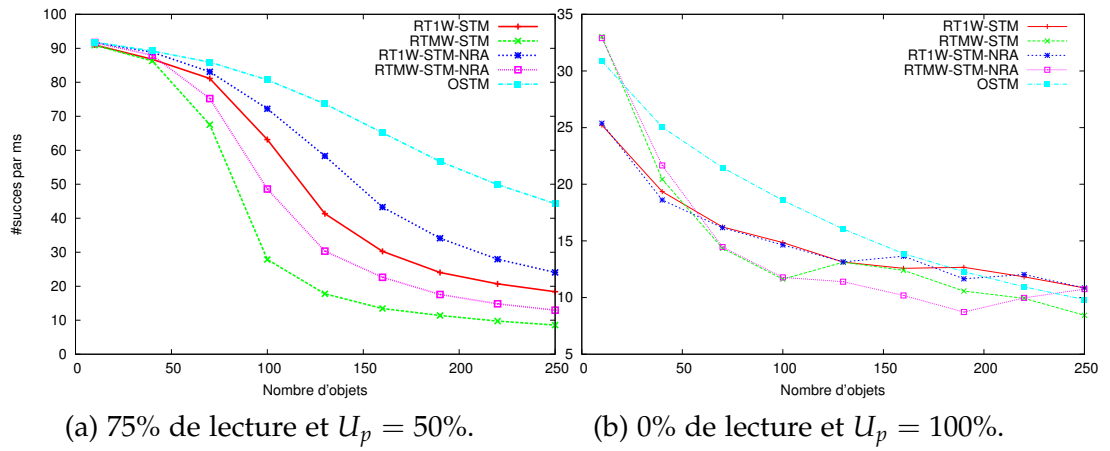 #succes par ms
100
90
80
70
60
50
40
30
20
10
0
0 50 100 150 200 250
Nombre d'objets
RT1W-STM
RTMW-STM
RT1W-STM-NRA
RTMW-STM-NRA
OSTM
(a) 75% de lecture et U_p = 50%.
35
30
25
20
15
10
5
0 50 100 150 200 250
Nombre d'objets
RT1W-STM
RTMW-STM
RT1W-STM-NRA
RTMW-STM-NRA
OSTM
(b) 0% de lecture et U_p = 100%.